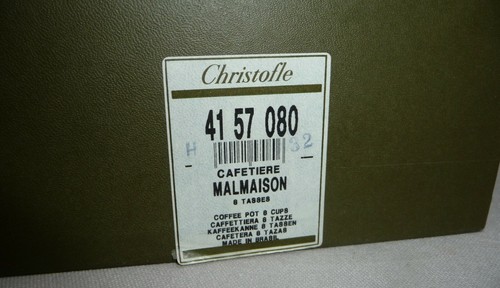 Christofle
41 57 080
H 32
CAFETIERE
MALMAISON
8 TASSES
COFFEE POT 8 CUPS
CAFFETTIERA 8 TAZZE
KAFFEEKANNE 8 TASSEN
CAFETERA 8 TAZAS
MADE IN BRASIL